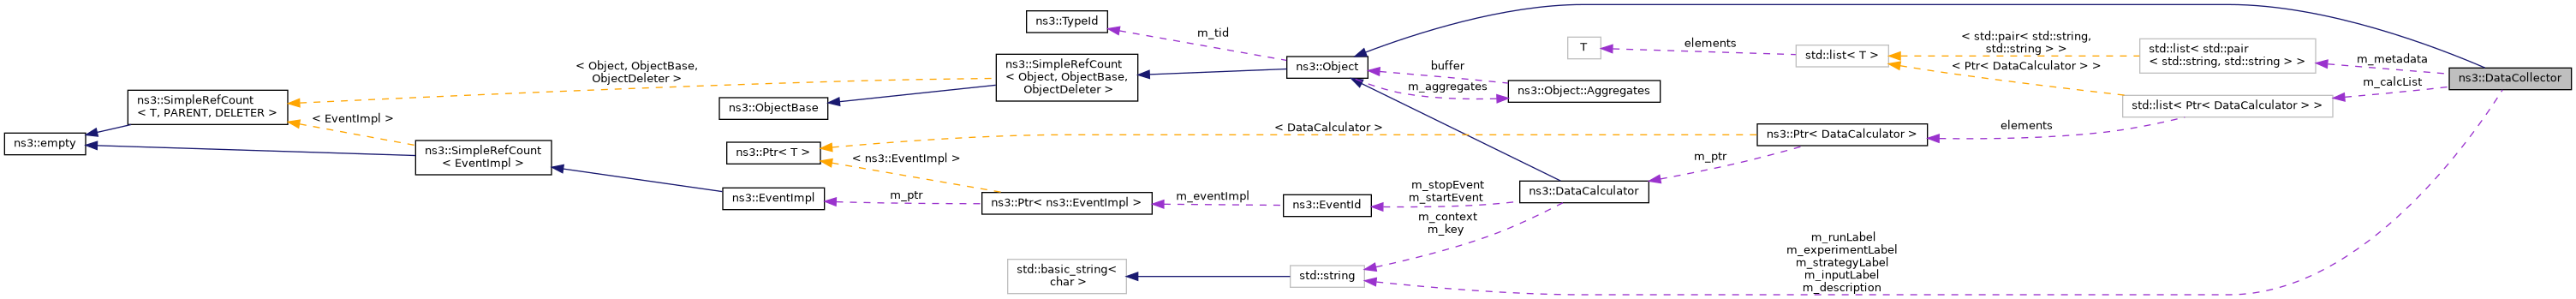 ns3::TypeId
m_tid
ns3::SimpleRefCount
< Object, ObjectBase,
ObjectDeleter >
< Object, ObjectBase,
ObjectDeleter >
ns3::Object
buffer
m_aggregates
ns3::Object::Aggregates
T
elements
std::list< T >
< std::pair< std::string,
std::string > >
< Ptr< DataCalculator > >
std::list< std::pair
< std::string, std::string > >
m_metadata
m_calcList
ns3::DataCollector
std::list< Ptr< DataCalculator > >
ns3::SimpleRefCount
< T, PARENT, DELETER >
ns3::ObjectBase
< EventImpl >
ns3::empty
ns3::SimpleRefCount
< EventImpl >
ns3::Ptr< T >
< DataCalculator >
< ns3::EventImpl >
ns3::Ptr< DataCalculator >
elements
m_ptr
ns3::EventImpl
m_ptr
ns3::Ptr< ns3::EventImpl >
m_eventImpl
ns3::EventId
m_stopEvent
m_startEvent
ns3::DataCalculator
m_context
m_key
std::basic_string<
char >
std::string
m_runLabel
m_experimentLabel
m_strategyLabel
m_inputLabel
m_description